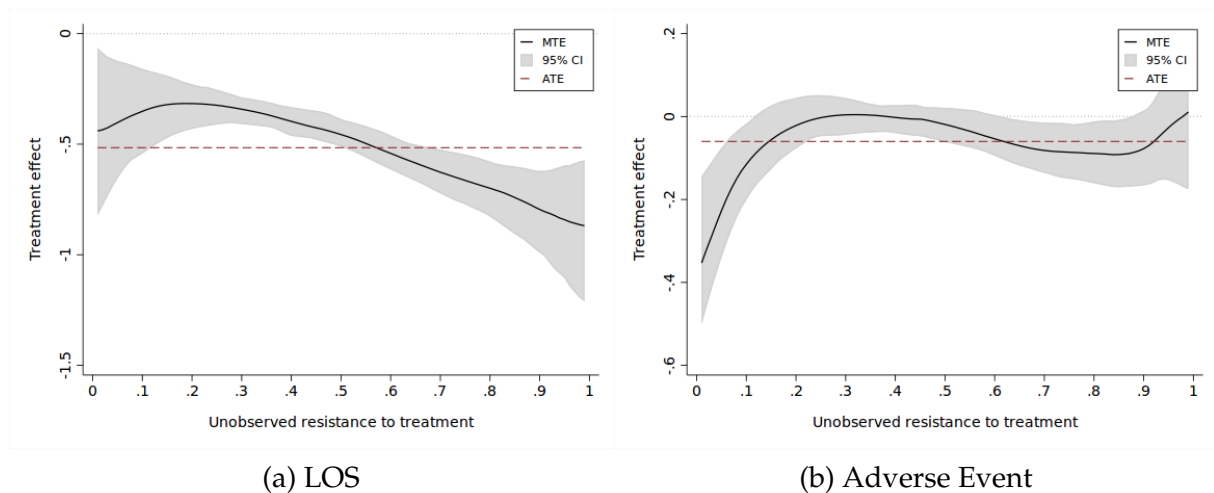 0
-.5
-1
-1.5
Treatment effect
MTE
95% CI
ATE
0 .1 .2 .3 .4 .5 .6 .7 .8 .9 1
Unobserved resistance to treatment
(a) LOS
.2
0
-.2
-.4
-.6
Treatment effect
MTE
95% CI
ATE
0 .1 .2 .3 .4 .5 .6 .7 .8 .9 1
Unobserved resistance to treatment
(b) Adverse Event